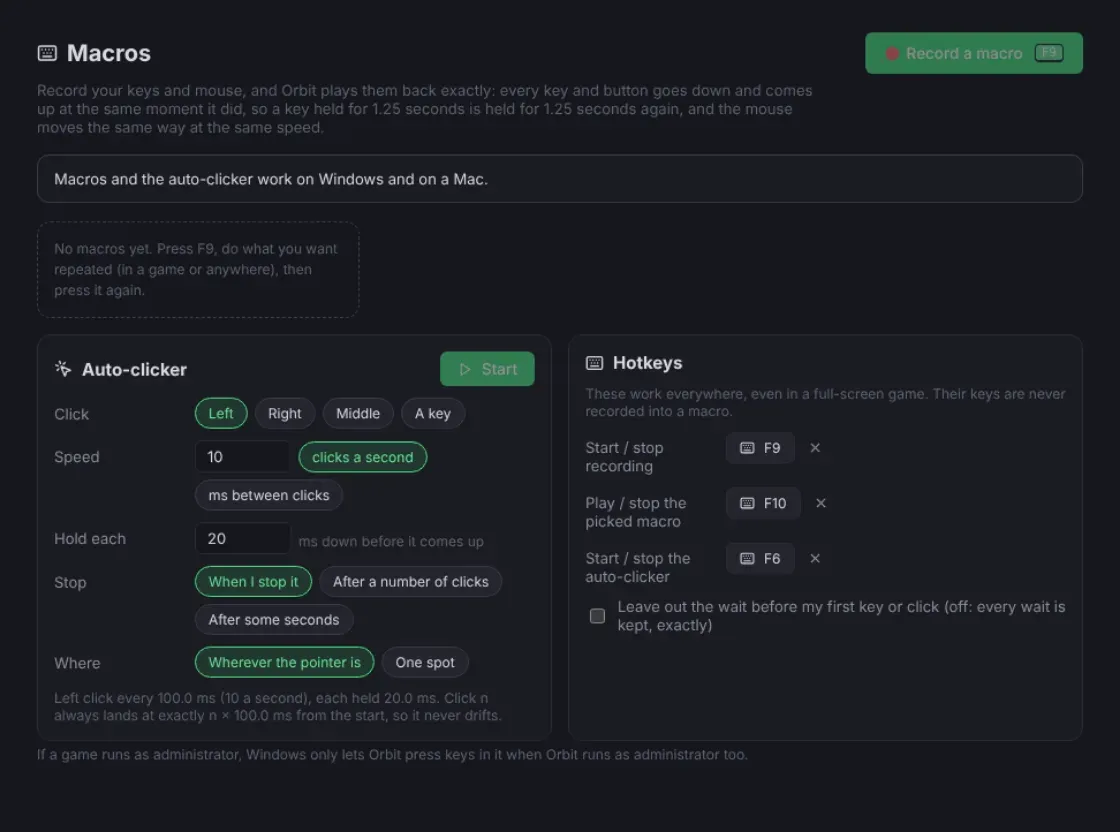 Macros
Record a macro F9
Record your keys and mouse, and Orbit plays them back exactly: every key and button goes down and comes
up at the same moment it did, so a key held for 1.25 seconds is held for 1.25 seconds again, and the mouse
moves the same way at the same speed.
Macros and the auto-clicker work on Windows and on a Mac.
No macros yet. Press F9, do what you want
repeated (in a game or anywhere), then
press it again.
Auto-clicker
Start
Click
Left
Right
Middle
A key
Speed
10
clicks a second
ms between clicks
Hold each
20
ms down before it comes up
Stop
When I stop it
After a number of clicks
After some seconds
Where
Wherever the pointer is
One spot
Left click every 100.0 ms (10 a second), each held 20.0 ms. Click n
always lands at exactly n × 100.0 ms from the start, so it never drifts.
Hotkeys
These work everywhere, even in a full-screen game. Their keys are never
recorded into a macro.
Start / stop
recording
F9
Play / stop the
picked macro
F10
Start / stop the
auto-clicker
F6
Leave out the wait before my first key or click (off: every wait is
kept, exactly)
If a game runs as administrator, Windows only lets Orbit press keys in it when Orbit runs as administrator too.